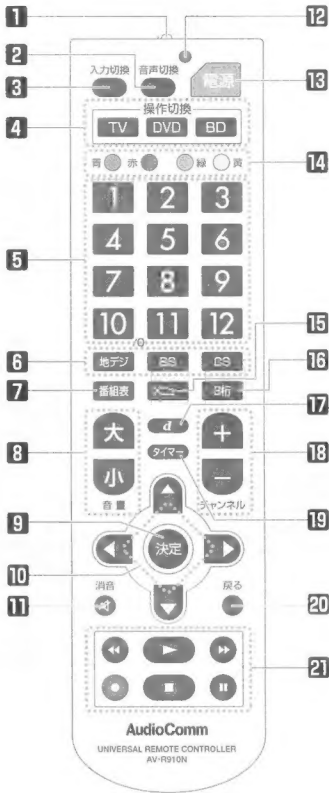 1
12
2
入力切換 音声切換
電源
13
3
操作切換
4
TV DVD BD
青 赤 緑 黄
14
1 2 3
4 5 6
5
7 8 9
10 11 12
/0
15
6
地デジ BS CS
16
7
番組表 メニュー 3桁
d
17
大
+
8
18
タイマー
小
−
19
音量
チャンネル
9
決定
10
消音
戻る
11
20
21
AudioComm
UNIVERSAL REMOTE CONTROLLER
AV-R910N